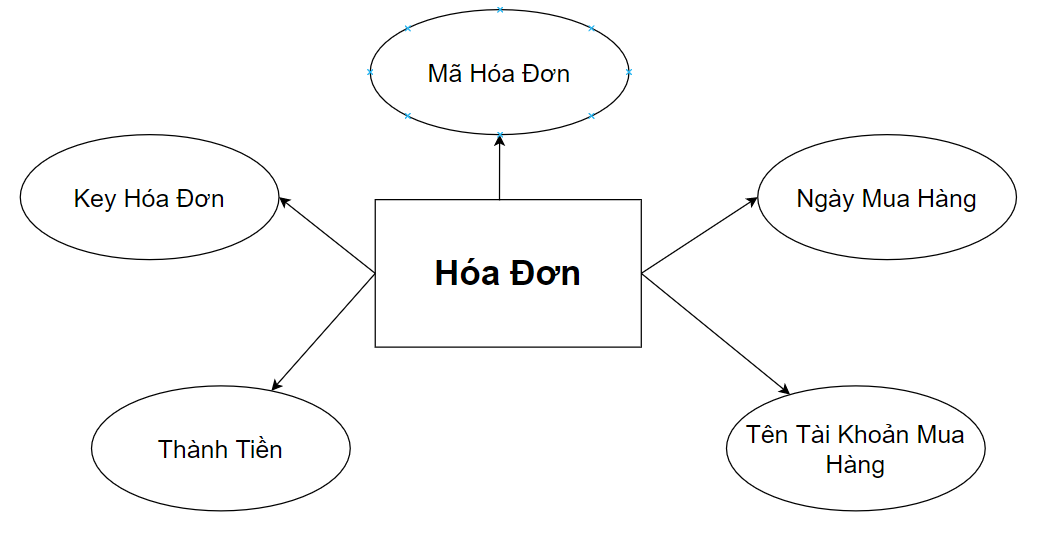 Mã Hóa Đơn
Key Hóa Đơn
Ngày Mua Hàng
Hóa Đơn
Thành Tiền
Tên Tài Khoản Mua
Hàng